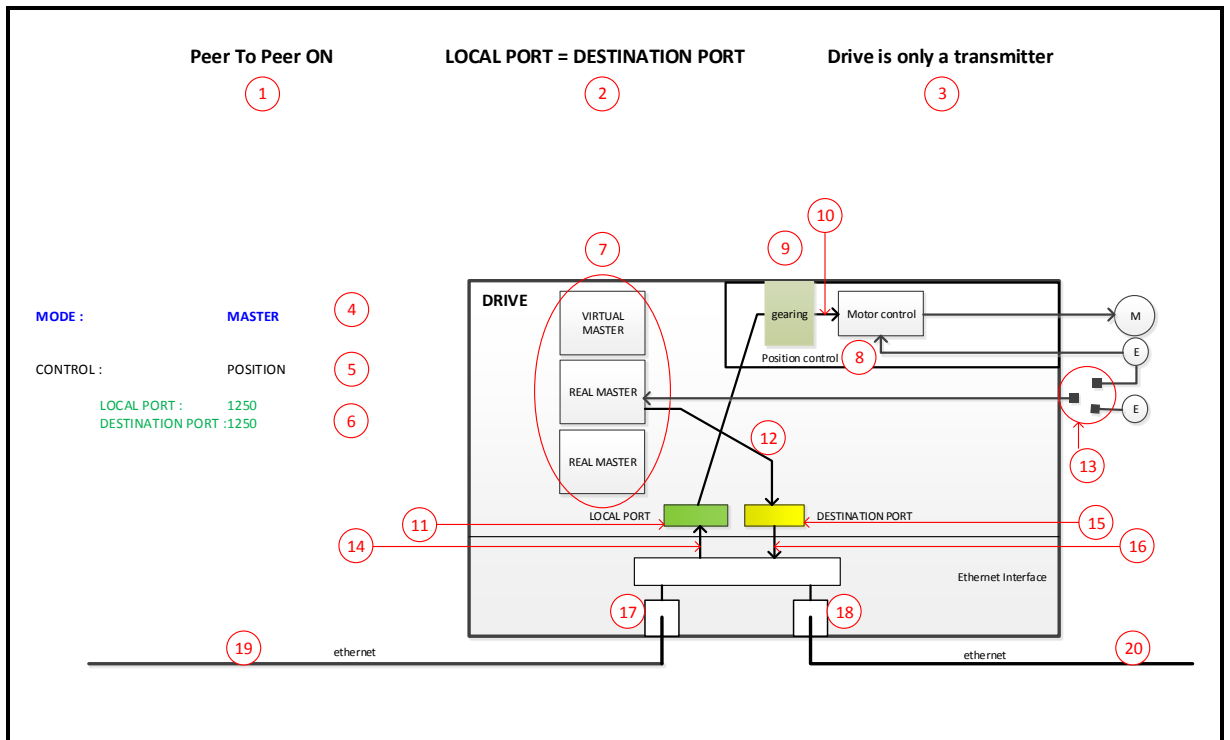 Peer To Peer ON
LOCAL PORT = DESTINATION PORT
Drive is only a transmitter
1
2
3
10
7
9
DRIVE
MODE :
MASTER
4
VIRTUAL
MASTER
gearing
Motor control
M
Position control
8
E
CONTROL :
POSITION
5
REAL MASTER
E
LOCAL PORT :
1250
DESTINATION PORT :1250
6
12
13
REAL MASTER
11
LOCAL PORT
DESTINATION PORT
15
14
16
Ethernet Interface
17
18
19
ethernet
ethernet
20